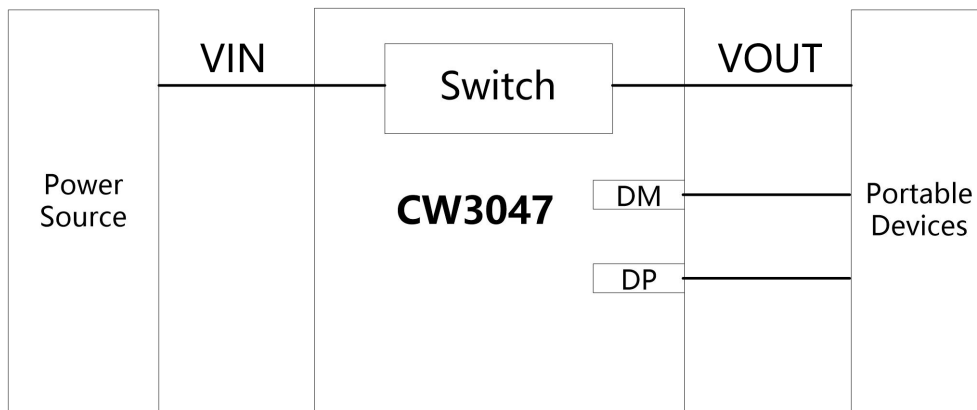 VIN
VOUT
Switch
Power
Source
CW3047
DM
DP
Portable
Devices